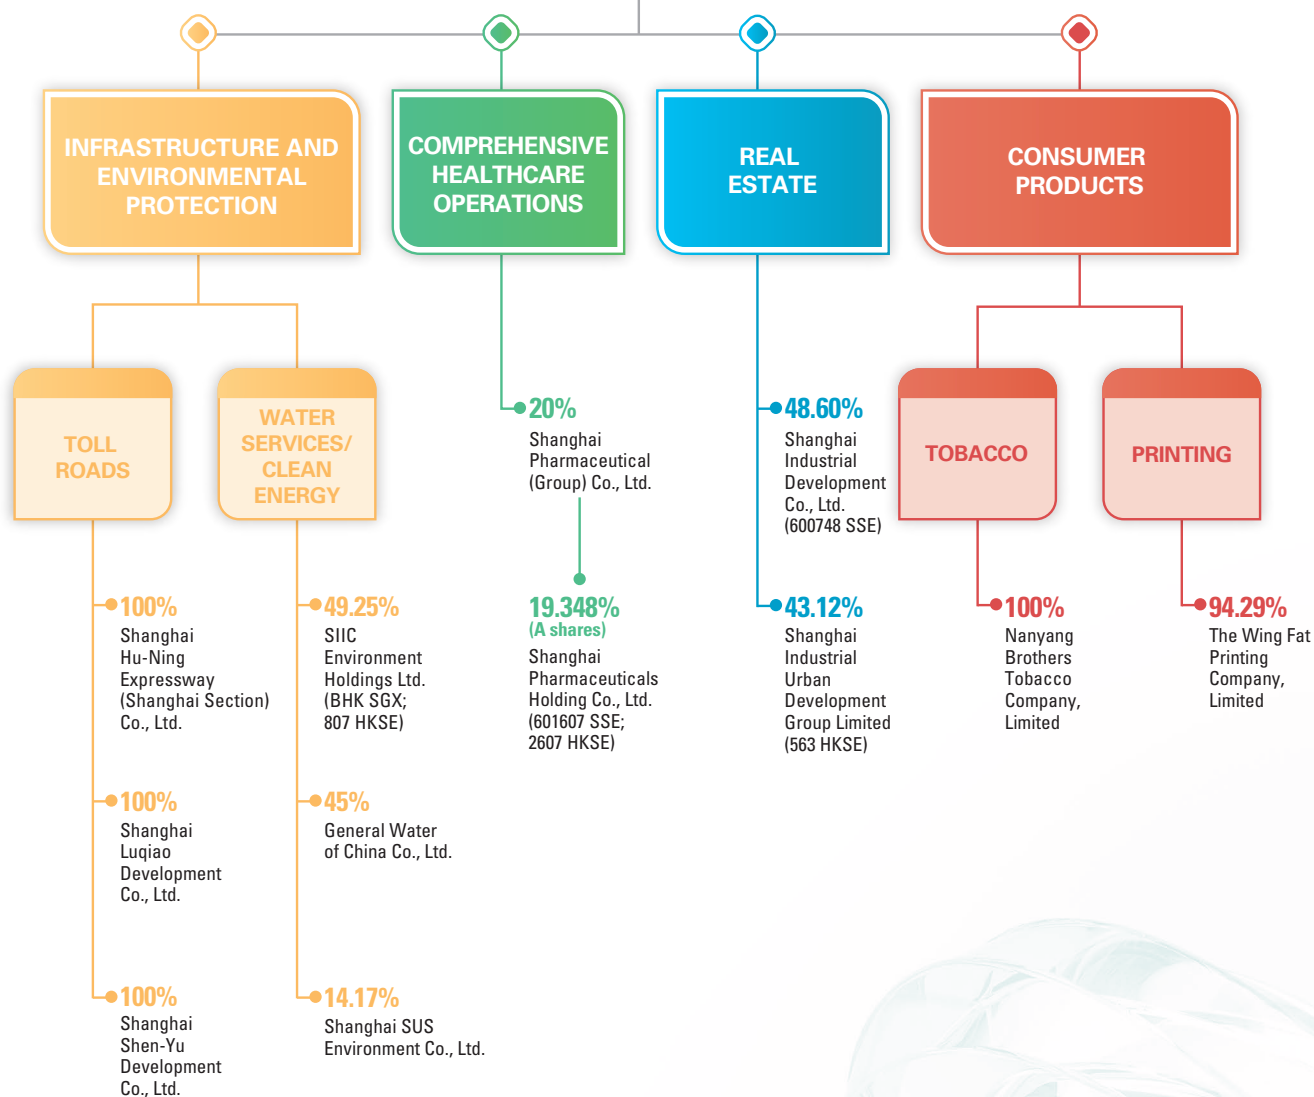 INFRASTRUCTURE AND
ENVIRONMENTAL
PROTECTION
COMPREHENSIVE
HEALTHCARE
OPERATIONS
REAL
ESTATE
CONSUMER
PRODUCTS
TOLL
ROADS
WATER
SERVICES/
CLEAN
ENERGY
TOBACCO
PRINTING
100%
Shanghai
Hu-Ning
Expressway
(Shanghai Section)
Co., Ltd.
100%
Shanghai
Luqiao
Development
Co., Ltd.
100%
Shanghai
Shen-Yu
Development
Co., Ltd.
49.25%
SIIC
Environment
Holdings Ltd.
(BHK SGX;
807 HKSE)
45%
General Water
of China Co., Ltd.
14.17%
Shanghai SUS
Environment Co., Ltd.
20%
Shanghai
Pharmaceutical
(Group) Co., Ltd.
19.348%
(A shares)
Shanghai
Pharmaceuticals
Holding Co., Ltd.
(601607 SSE;
2607 HKSE)
48.60%
Shanghai
Industrial
Development
Co., Ltd.
(600748 SSE)
43.12%
Shanghai
Industrial
Urban
Development
Group Limited
(563 HKSE)
100%
Nanyang
Brothers
Tobacco
Company,
Limited
94.29%
The Wing Fat
Printing
Company,
Limited